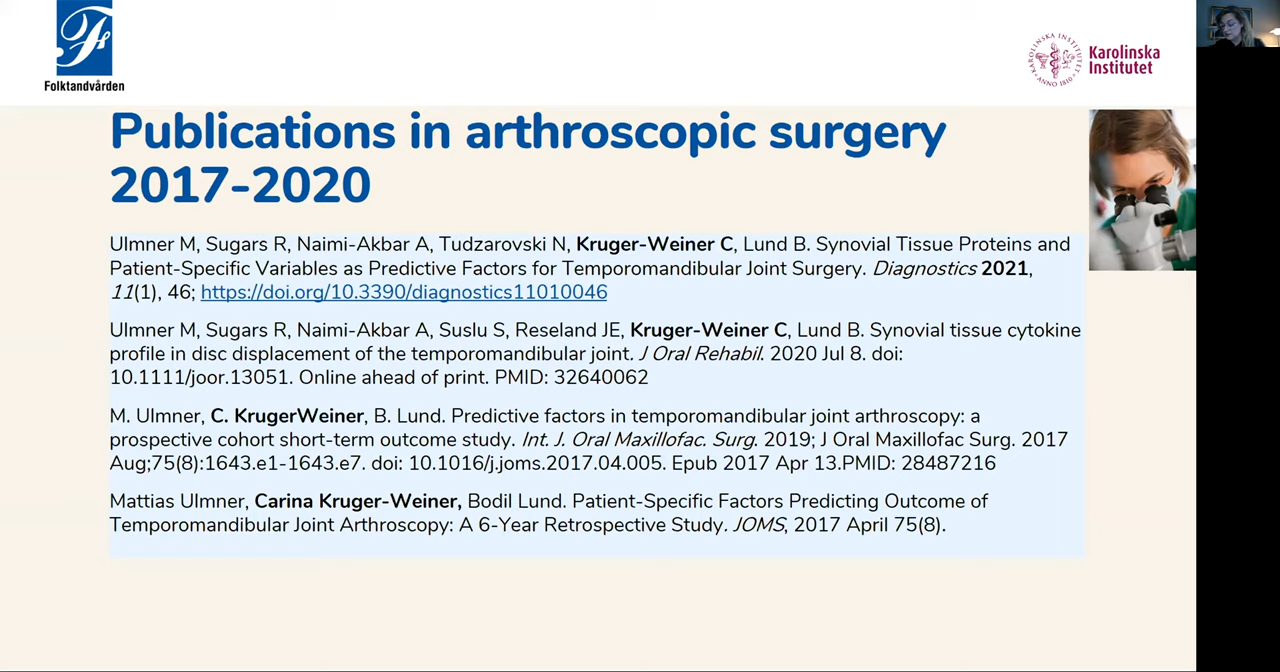 Folktandvården
KAROLINSKA INSTITUTET
ANNO 1810
Karolinska
Institutet
Publications in arthroscopic surgery
2017-2020
Ulmner M, Sugars R, Naimi-Akbar A, Tudzarovski N, Kruger-Weiner C, Lund B. Synovial Tissue Proteins and
Patient-Specific Variables as Predictive Factors for Temporomandibular Joint Surgery. Diagnostics 2021,
11(1), 46; https://doi.org/10.3390/diagnostics11010046
Ulmner M, Sugars R, Naimi-Akbar A, Suslu S, Reseland JE, Kruger-Weiner C, Lund B. Synovial tissue cytokine
profile in disc displacement of the temporomandibular joint. J Oral Rehabil. 2020 Jul 8. doi:
10.1111/joor.13051. Online ahead of print. PMID: 32640062
M. Ulmner, C. KrugerWeiner, B. Lund. Predictive factors in temporomandibular joint arthroscopy: a
prospective cohort short-term outcome study. Int. J. Oral Maxillofac. Surg. 2019; J Oral Maxillofac Surg. 2017
Aug;75(8):1643.e1-1643.e7. doi: 10.1016/j.joms.2017.04.005. Epub 2017 Apr 13.PMID: 28487216
Mattias Ulmner, Carina Kruger-Weiner, Bodil Lund. Patient-Specific Factors Predicting Outcome of
Temporomandibular Joint Arthroscopy: A 6-Year Retrospective Study. JOMS, 2017 April 75(8).